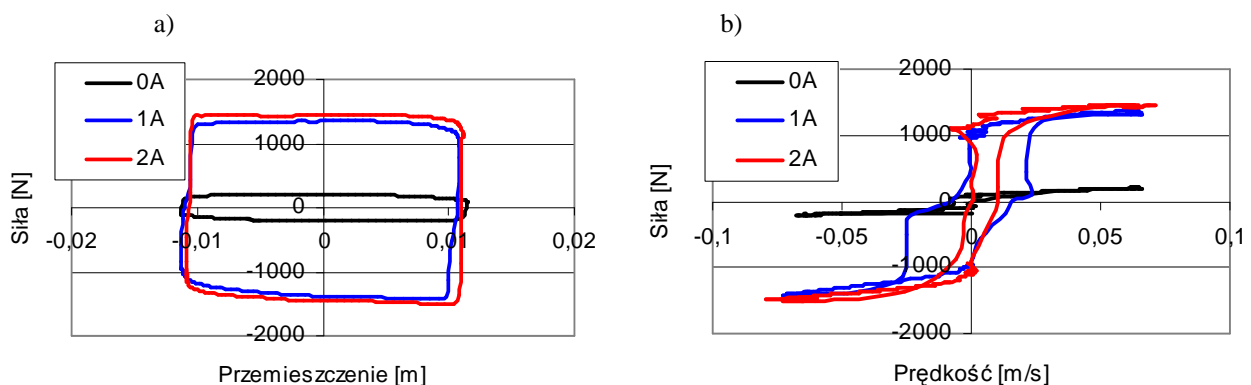 a)
0A
1A
2A
Siła [N]
2000
1000
0
-1000
-2000
-0,02
-0,01
0
0,01
0,02
Przemieszczenie [m]
b)
0A
1A
2A
Siła [N]
2000
1000
0
-1000
-2000
-0,1
-0,05
0
0,05
0,1
Prędkość [m/s]